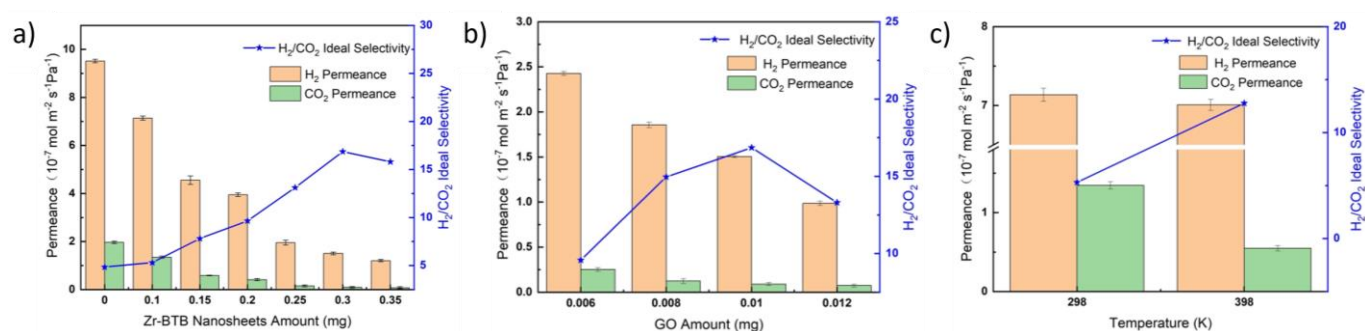 a)
Permeance (10⁻⁷ mol m⁻² s⁻¹Pa⁻¹)
10
8
6
4
2
0
H₂/CO₂ Ideal Selectivity
H₂ Permeance
CO₂ Permeance
30
25
20
15
10
5
H₂/CO₂ Ideal Selectivity
0 0.1 0.15 0.2 0.25 0.3 0.35
Zr-BTB Nanosheets Amount (mg)
b)
Permeance (10⁻⁷ mol m⁻² s⁻¹Pa⁻¹)
3.0
2.5
2.0
1.5
1.0
0.5
0.0
H₂/CO₂ Ideal Selectivity
H₂ Permeance
CO₂ Permeance
25
20
15
10
H₂/CO₂ Ideal Selectivity
0.006 0.008 0.01 0.012
GO Amount (mg)
c)
Permeance (10⁻⁷ mol m⁻² s⁻¹Pa⁻¹)
8
7
1
0
H₂/CO₂ Ideal Selectivity
H₂ Permeance
CO₂ Permeance
20
10
0
H₂/CO₂ Ideal Selectivity
298 398
Temperature (K)